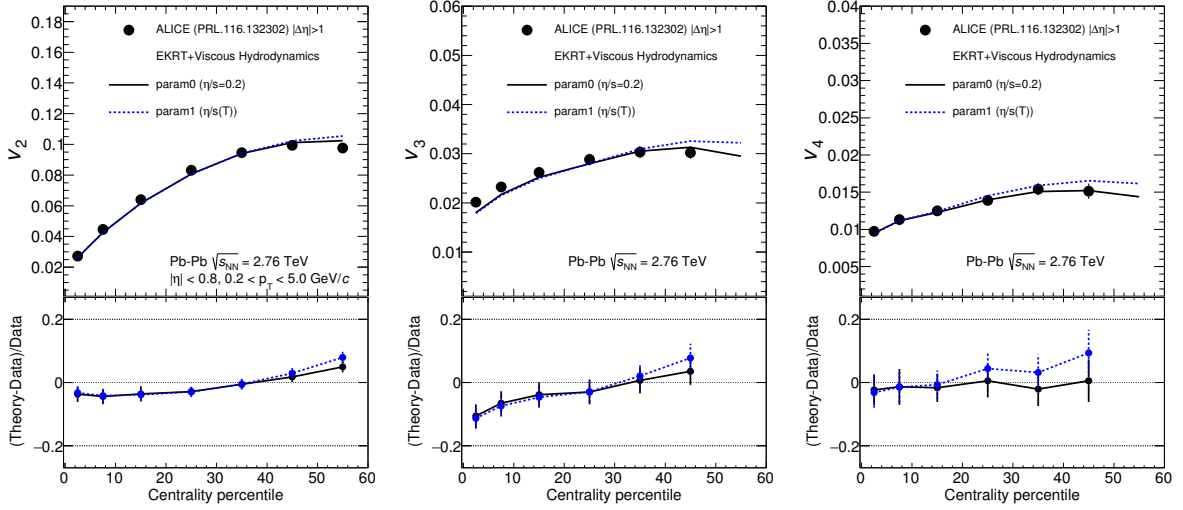 0.18
0.16
0.14
0.12
0.1
0.08
0.06
0.04
0.02
v₂
ALICE (PRL.116.132302) |Δη|>1
EKRT+Viscous Hydrodynamics
param0 (η/s=0.2)
param1 (η/s(T))
Pb-Pb √sNN = 2.76 TeV
|η| < 0.8, 0.2 < pT < 5.0 GeV/c
(Theory-Data)/Data
0.2
0
−0.2
0 10 20 30 40 50 60
Centrality percentile
0.06
0.05
0.04
0.03
0.02
0.01
v₃
ALICE (PRL.116.132302) |Δη|>1
EKRT+Viscous Hydrodynamics
param0 (η/s=0.2)
param1 (η/s(T))
Pb-Pb √sNN = 2.76 TeV
(Theory-Data)/Data
0.2
0
−0.2
0 10 20 30 40 50 60
Centrality percentile
0.04
0.035
0.03
0.025
0.02
0.015
0.01
0.005
v₄
ALICE (PRL.116.132302) |Δη|>1
EKRT+Viscous Hydrodynamics
param0 (η/s=0.2)
param1 (η/s(T))
Pb-Pb √sNN = 2.76 TeV
(Theory-Data)/Data
0.2
0
−0.2
0 10 20 30 40 50 60
Centrality percentile